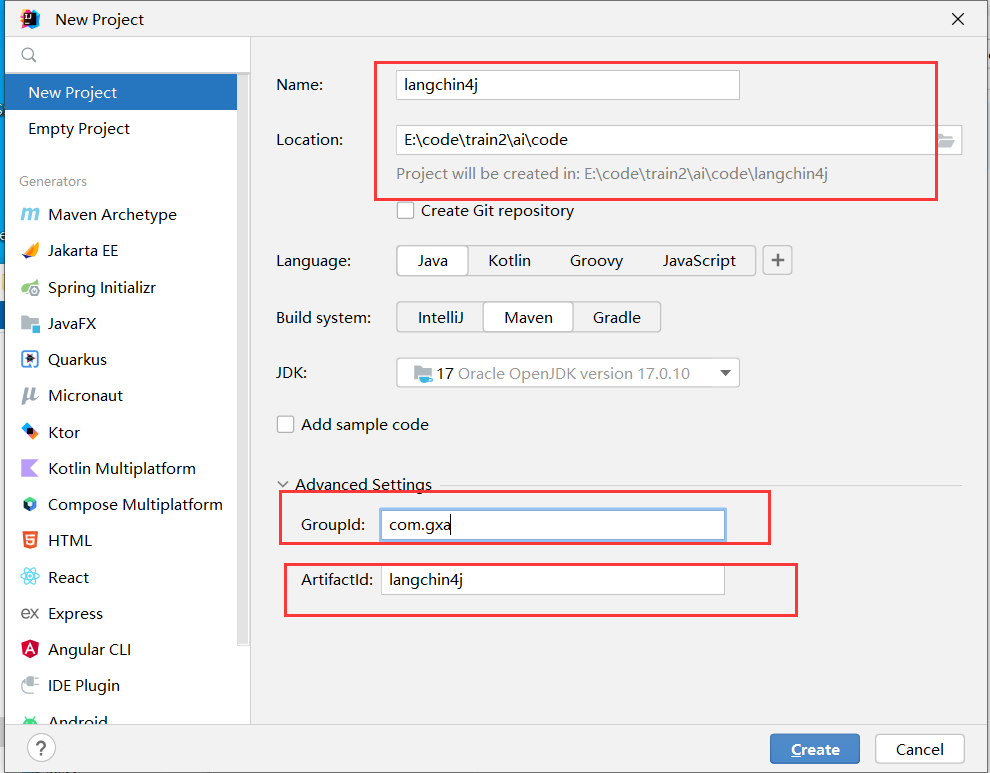 New Project
New Project
Empty Project
Generators
Maven Archetype
Jakarta EE
Spring Initializr
JavaFX
Quarkus
Micronaut
Ktor
Kotlin Multiplatform
Compose Multiplatform
HTML
React
Express
Angular CLI
IDE Plugin
Android
Name: langchin4j
Location: E:\code\train2\ai\code
Project will be created in: E:\code\train2\ai\code\langchin4j
Create Git repository
Language: Java Kotlin Groovy JavaScript +
Build system: IntelliJ Maven Gradle
JDK: 17 Oracle OpenJDK version 17.0.10
Add sample code
Advanced Settings
GroupId: com.gxa
ArtifactId: langchin4j
? Create Cancel